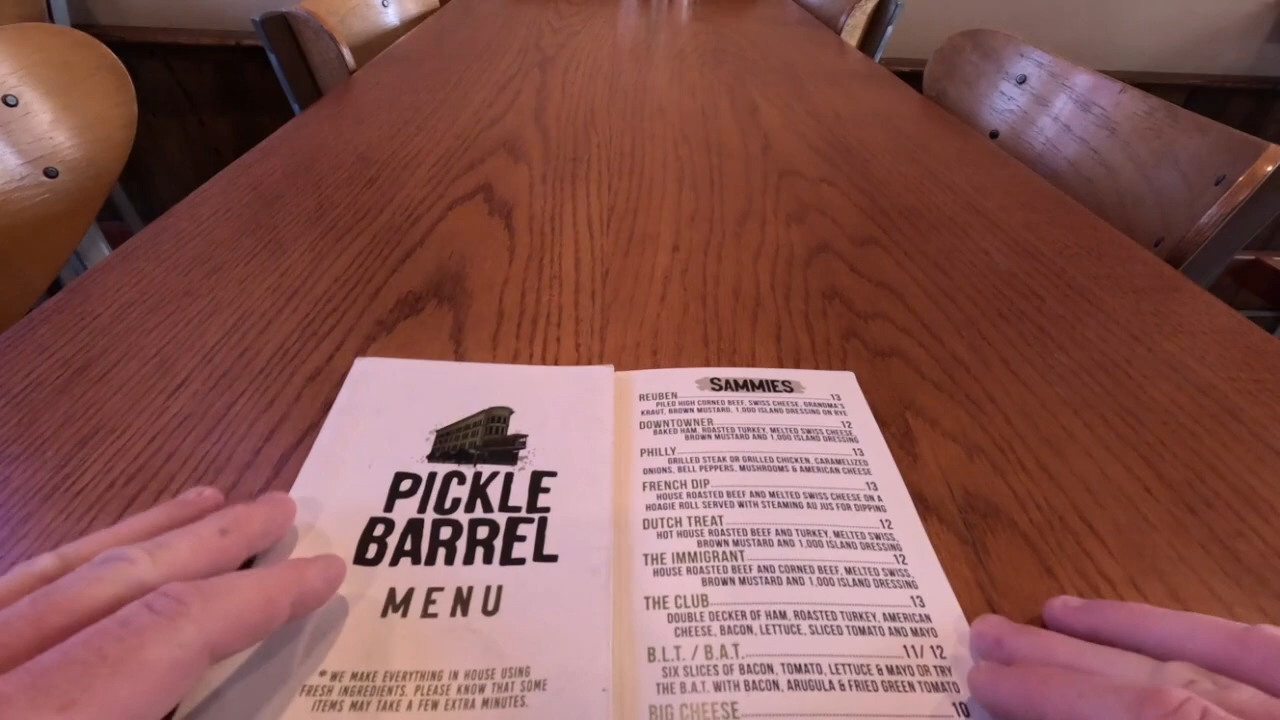 PICKLE
BARREL
MENU
*WE MAKE EVERYTHING IN HOUSE USING
FRESH INGREDIENTS. PLEASE KNOW THAT SOME
ITEMS MAY TAKE A FEW EXTRA MINUTES.
SAMMIES
REUBEN 13
PILED HIGH CORNED BEEF, SWISS CHEESE, GRANDMA'S
KRAUT, BROWN MUSTARD, 1,000 ISLAND DRESSING ON RYE
DOWNTOWNER 12
BAKED HAM, ROASTED TURKEY, MELTED SWISS CHEESE,
BROWN MUSTARD AND 1,000 ISLAND DRESSING
PHILLY 13
GRILLED STEAK OR GRILLED CHICKEN, CARAMELIZED
ONIONS, BELL PEPPERS, MUSHROOMS & AMERICAN CHEESE
FRENCH DIP 13
HOUSE ROASTED BEEF AND MELTED SWISS CHEESE ON A
HOAGIE ROLL SERVED WITH STEAMING AU JUS FOR DIPPING
DUTCH TREAT 12
HOT HOUSE ROASTED BEEF AND TURKEY, MELTED SWISS,
BROWN MUSTARD AND 1,000 ISLAND DRESSING
THE IMMIGRANT 12
HOUSE ROASTED BEEF AND CORNED BEEF, MELTED SWISS,
BROWN MUSTARD AND 1,000 ISLAND DRESSING
THE CLUB 13
DOUBLE DECKER OF HAM, ROASTED TURKEY, AMERICAN
CHEESE, BACON, LETTUCE, SLICED TOMATO AND MAYO
B.L.T. / B.A.T. 11/ 12
SIX SLICES OF BACON, TOMATO, LETTUCE & MAYO OR TRY
THE B.A.T. WITH BACON, ARUGULA & FRIED GREEN TOMATO
BIG CHEESE 10